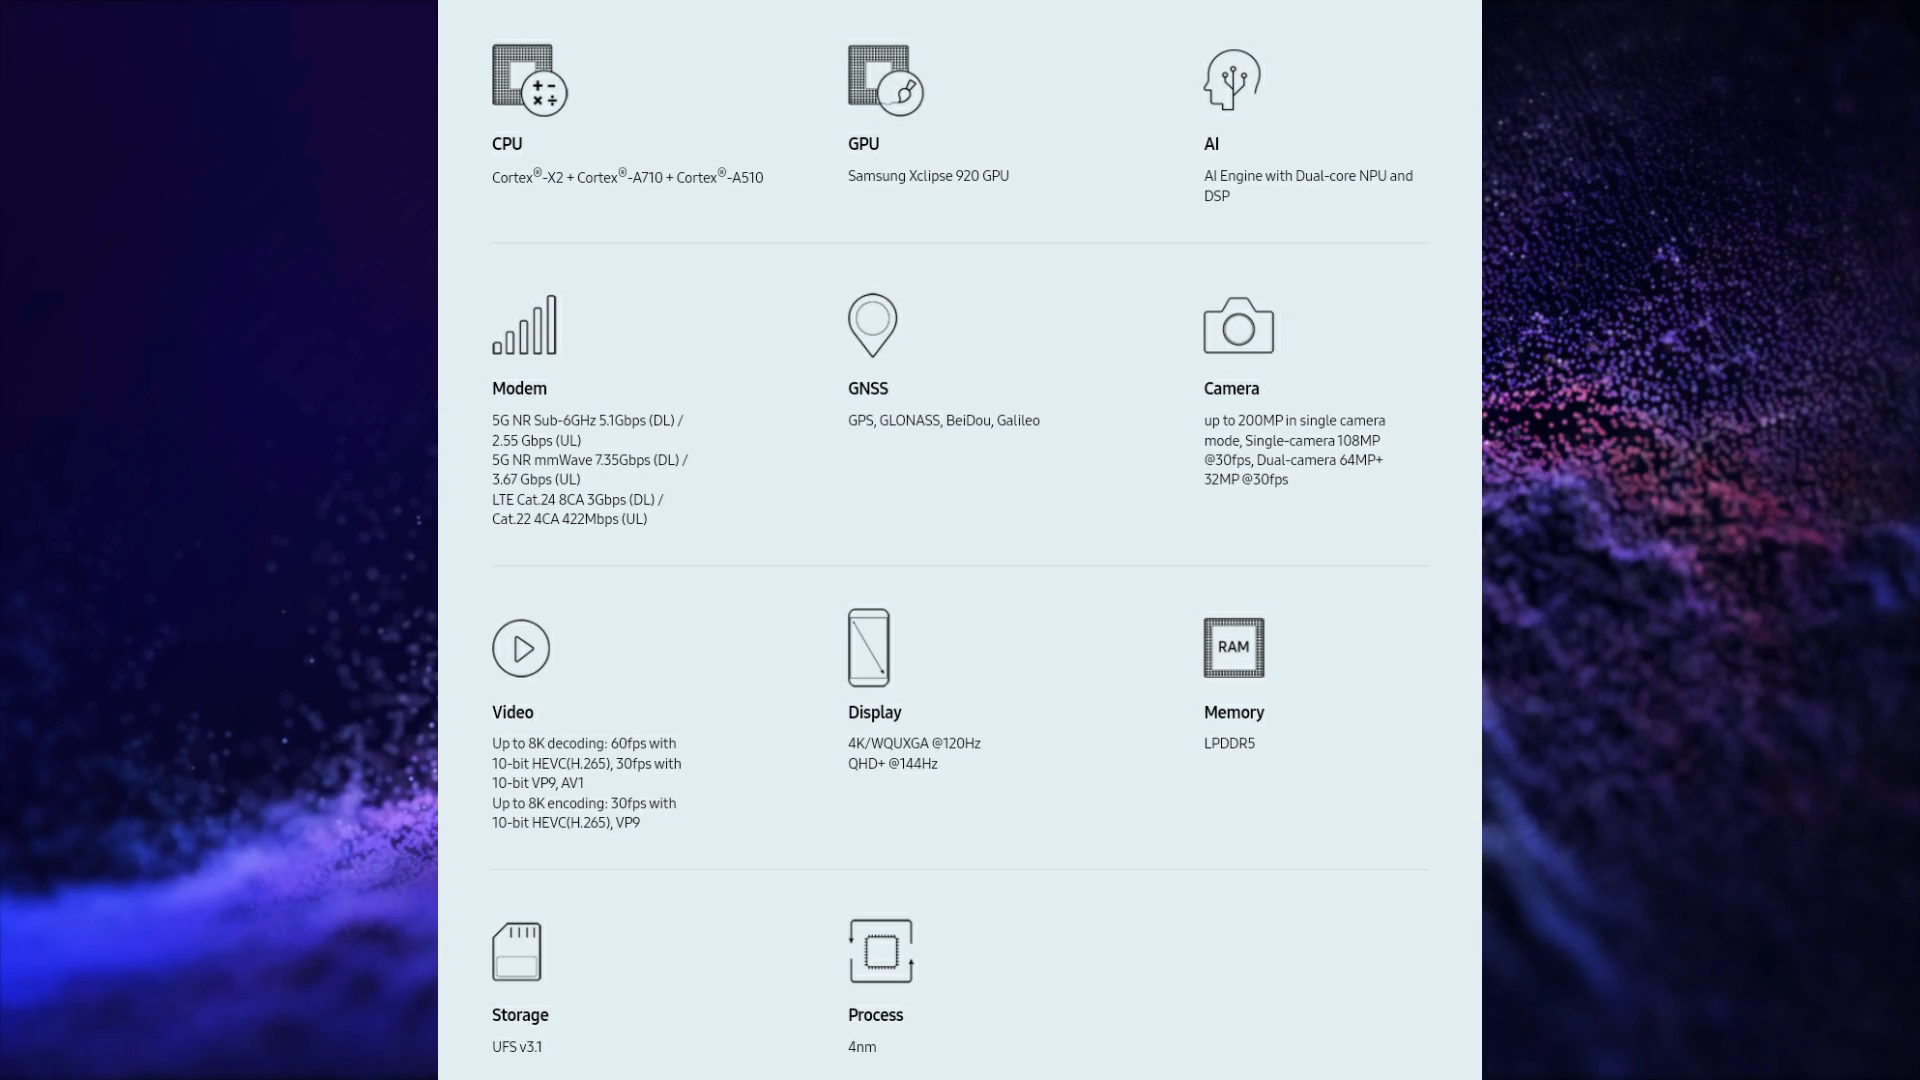 CPU
Cortex®-X2 + Cortex®-A710 + Cortex®-A510
GPU
Samsung Xclipse 920 GPU
AI
AI Engine with Dual-core NPU and
DSP
Modem
5G NR Sub-6GHz 5.1Gbps (DL) /
2.55 Gbps (UL)
5G NR mmWave 7.35Gbps (DL) /
3.67 Gbps (UL)
LTE Cat.24 8CA 3Gbps (DL) /
Cat.22 4CA 422Mbps (UL)
GNSS
GPS, GLONASS, BeiDou, Galileo
Camera
up to 200MP in single camera
mode, Single-camera 108MP
@30fps, Dual-camera 64MP+
32MP @30fps
Video
Up to 8K decoding: 60fps with
10-bit HEVC(H.265), 30fps with
10-bit VP9, AV1
Up to 8K encoding: 30fps with
10-bit HEVC(H.265), VP9
Display
4K/WQUXGA @120Hz
QHD+ @144Hz
RAM
Memory
LPDDR5
Storage
UFS v3.1
Process
4nm